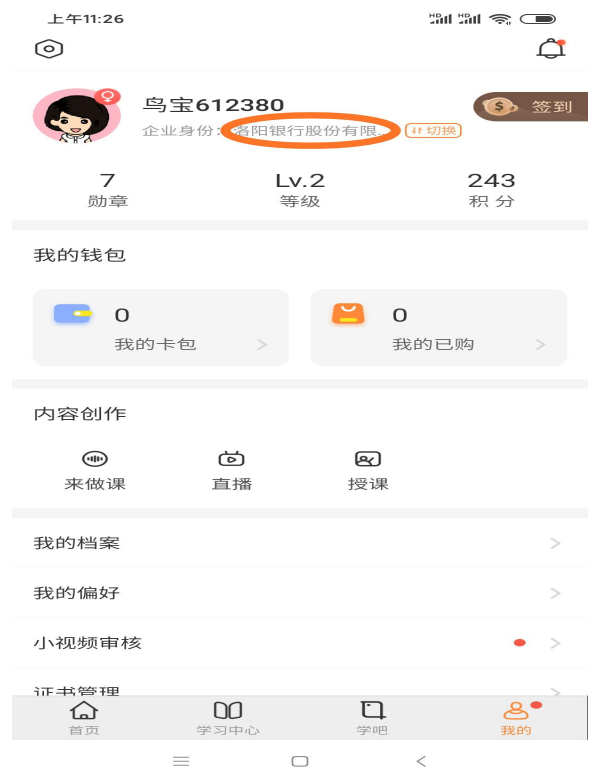 上午11:26
HD HD
鸟宝612380
签到
企业身份：洛阳银行股份有限... 切换
7 Lv.2 243
勋章 等级 积分
我的钱包
0 0
我的卡包 我的已购
内容创作
来做课 直播 授课
我的档案
我的偏好
小视频审核
证书管理
首页 学习中心 学吧 我的